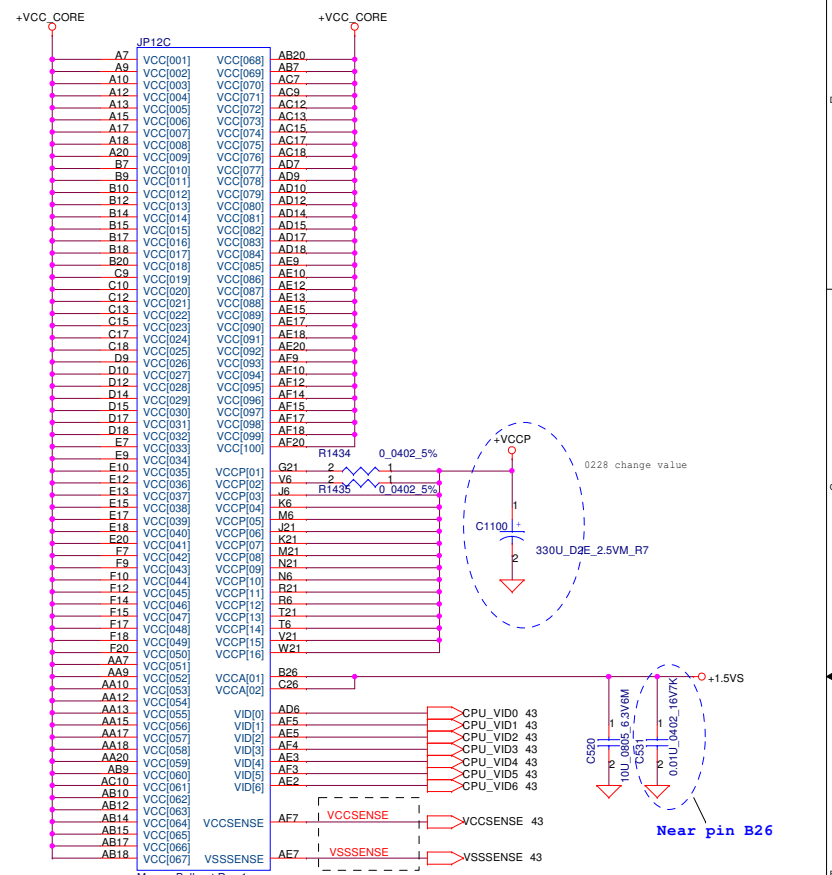 +VCC_CORE +VCC_CORE
JP12C
A7 VCC[001] VCC[068] AB20
A9 VCC[002] VCC[069] AB7
A10 VCC[003] VCC[070] AC7
A12 VCC[004] VCC[071] AC9
A13 VCC[005] VCC[072] AC12
A15 VCC[006] VCC[073] AC13
A17 VCC[007] VCC[074] AC15
A18 VCC[008] VCC[075] AC17
A20 VCC[009] VCC[076] AC18
B7 VCC[010] VCC[077] AD7
B9 VCC[011] VCC[078] AD9
B10 VCC[012] VCC[079] AD10
B12 VCC[013] VCC[080] AD12
B14 VCC[014] VCC[081] AD14
B15 VCC[015] VCC[082] AD15
B17 VCC[016] VCC[083] AD17
B18 VCC[017] VCC[084] AD18
B20 VCC[018] VCC[085] AE9
C9 VCC[019] VCC[086] AE10
C10 VCC[020] VCC[087] AE12
C12 VCC[021] VCC[088] AE13
C13 VCC[022] VCC[089] AE15
C15 VCC[023] VCC[090] AE17
C17 VCC[024] VCC[091] AE18
C18 VCC[025] VCC[092] AE20
D9 VCC[026] VCC[093] AF9
D10 VCC[027] VCC[094] AF10
D12 VCC[028] VCC[095] AF12
D14 VCC[029] VCC[096] AF14
D15 VCC[030] VCC[097] AF15
D17 VCC[031] VCC[098] AF17
D18 VCC[032] VCC[099] AF18
E7 VCC[033] VCC[100] AF20
E9 VCC[034]
E10 VCC[035] VCCP[01] G21 2 R1434 0_0402_5% 1
E12 VCC[036] VCCP[02] V6 2 R1435 0_0402_5% 1
E13 VCC[037] VCCP[03] J6
E15 VCC[038] VCCP[04] K6
E17 VCC[039] VCCP[05] M6
E18 VCC[040] VCCP[06] J21
E20 VCC[041] VCCP[07] K21
F7 VCC[042] VCCP[08] M21
F9 VCC[043] VCCP[09] N21
F10 VCC[044] VCCP[10] N6
F12 VCC[045] VCCP[11] R21
F14 VCC[046] VCCP[12] R6
F15 VCC[047] VCCP[13] T21
F17 VCC[048] VCCP[14] T6
F18 VCC[049] VCCP[15] V21
F20 VCC[050] VCCP[16] W21
AA7 VCC[051]
AA9 VCC[052] VCCA[01] B26
AA10 VCC[053] VCCA[02] C26
AA12 VCC[054]
AA13 VCC[055] VID[0] AD6 CPU_VID0 43
AA15 VCC[056] VID[1] AF5 CPU_VID1 43
AA17 VCC[057] VID[2] AE5 CPU_VID2 43
AA18 VCC[058] VID[3] AF4 CPU_VID3 43
AA20 VCC[059] VID[4] AE3 CPU_VID4 43
AB9 VCC[060] VID[5] AF3 CPU_VID5 43
AC10 VCC[061] VID[6] AE2 CPU_VID6 43
AB10 VCC[062]
AB12 VCC[063]
AB14 VCC[064] VCCSENSE AF7 VCCSENSE VCCSENSE 43
AB15 VCC[065]
AB17 VCC[066]
AB18 VCC[067] VSSSENSE AE7 VSSSENSE VSSSENSE 43
+VCCP
0228 change value
1
C1100 +
330U_D2E_2.5VM_R7
2
+1.5VS
1
C520
10U_0805_6.3V6M
2
1
C531
0.01U_0402_16V7K
2
Near pin B26